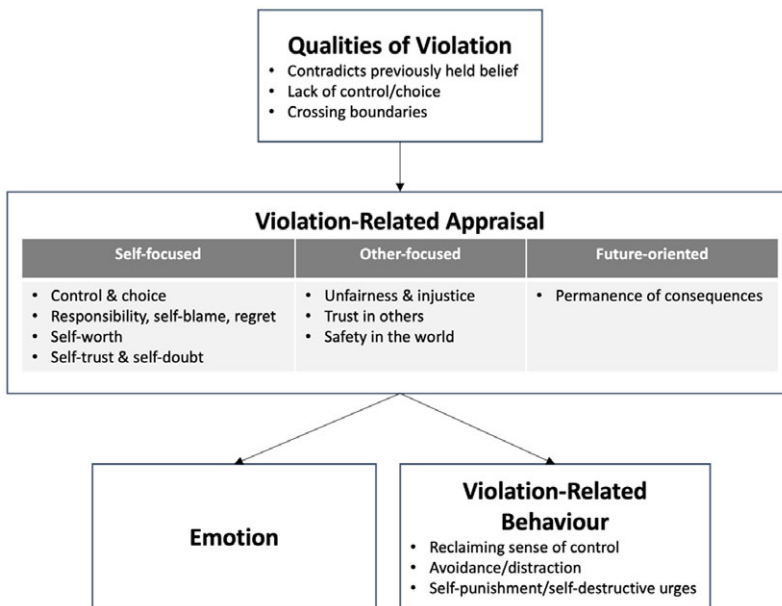 Qualities of Violation
• Contradicts previously held belief
• Lack of control/choice
• Crossing boundaries
Violation-Related Appraisal
Self-focused
Other-focused
Future-oriented
• Control & choice
• Responsibility, self-blame, regret
• Self-worth
• Self-trust & self-doubt
• Unfairness & injustice
• Trust in others
• Safety in the world
• Permanence of consequences
Emotion
Violation-Related
Behaviour
• Reclaiming sense of control
• Avoidance/distraction
• Self-punishment/self-destructive urges